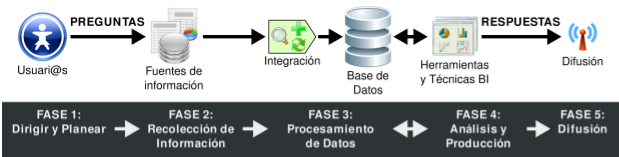 PREGUNTAS
RESPUESTAS
Usuari@s
Fuentes de
información
Integración
Base de
Datos
Herramientas
y Técnicas BI
Difusión
FASE 1:
Dirigir y Planear
FASE 2:
Recolección de
Información
FASE 3:
Procesamiento
de Datos
FASE 4:
Análisis y
Producción
FASE 5:
Difusión